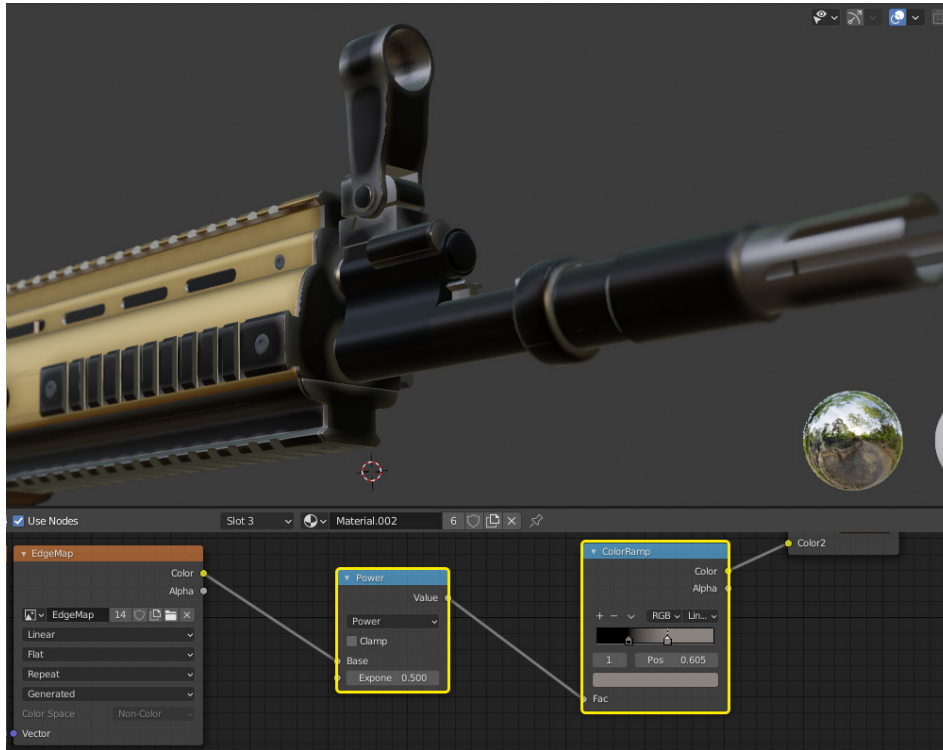 Use Nodes
Slot 3
Material.002
6
EdgeMap
Color
Alpha
EdgeMap
14
Linear
Flat
Repeat
Generated
Color Space
Non-Color
Vector
Power
Value
Power
Clamp
Base
Expone 0.500
ColorRamp
Color
Alpha
RGB
Lin...
1
Pos 0.605
Fac
Color2